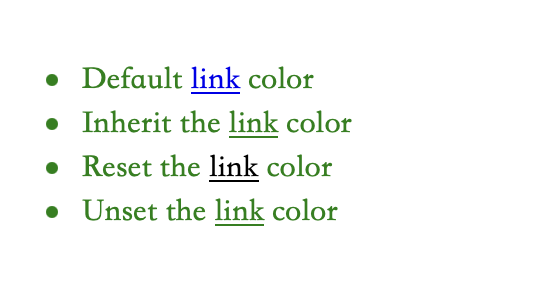 Default link color
Inherit the link color
Reset the link color
Unset the link color